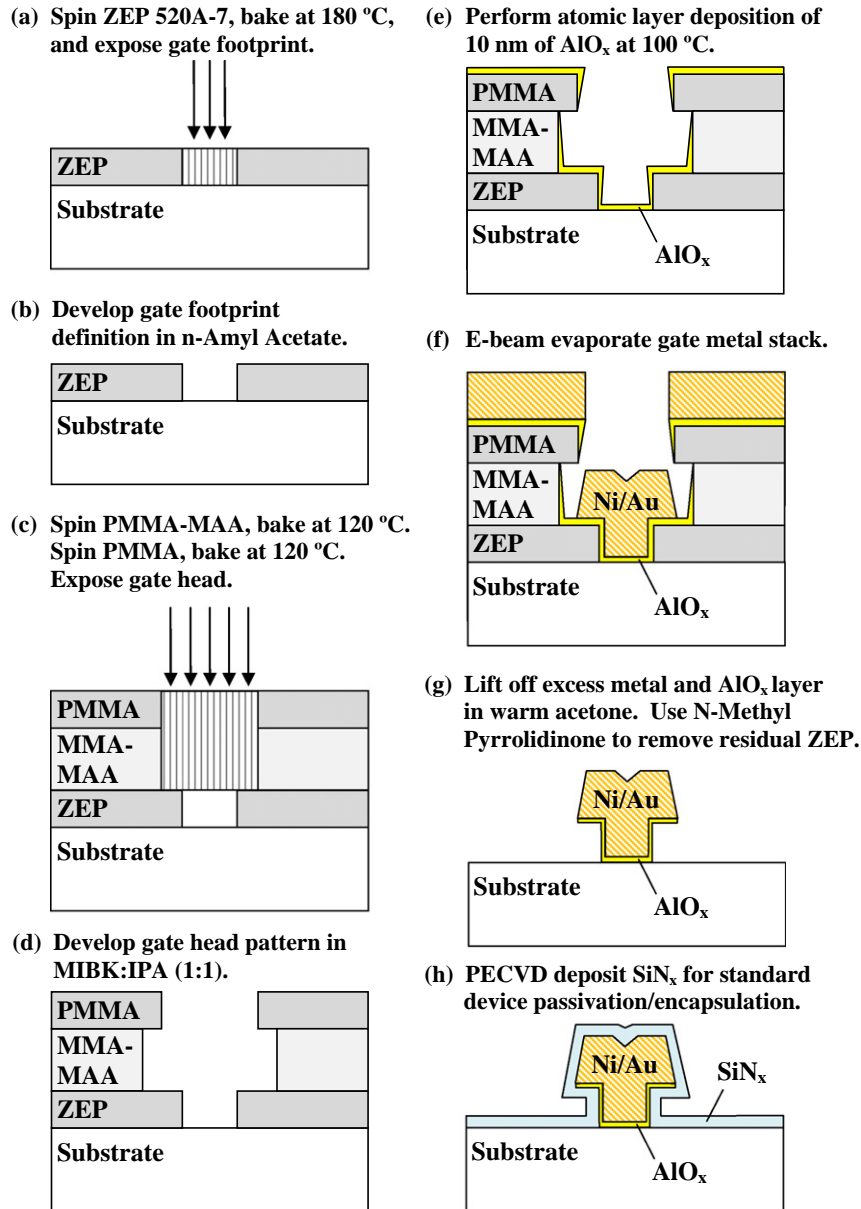 (a) Spin ZEP 520A-7, bake at 180 ºC,
and expose gate footprint.
ZEP
Substrate
(b) Develop gate footprint
definition in n-Amyl Acetate.
ZEP
Substrate
(c) Spin PMMA-MAA, bake at 120 ºC.
Spin PMMA, bake at 120 ºC.
Expose gate head.
PMMA
MMA-
MAA
ZEP
Substrate
(d) Develop gate head pattern in
MIBK:IPA (1:1).
PMMA
MMA-
MAA
ZEP
Substrate
(e) Perform atomic layer deposition of
10 nm of AlOₓ at 100 ºC.
PMMA
MMA-
MAA
ZEP
Substrate
AlOₓ
(f) E-beam evaporate gate metal stack.
PMMA
MMA-
MAA
Ni/Au
ZEP
Substrate
AlOₓ
(g) Lift off excess metal and AlOₓ layer
in warm acetone. Use N-Methyl
Pyrrolidinone to remove residual ZEP.
Ni/Au
Substrate
AlOₓ
(h) PECVD deposit SiNₓ for standard
device passivation/encapsulation.
Ni/Au
SiNₓ
Substrate
AlOₓ